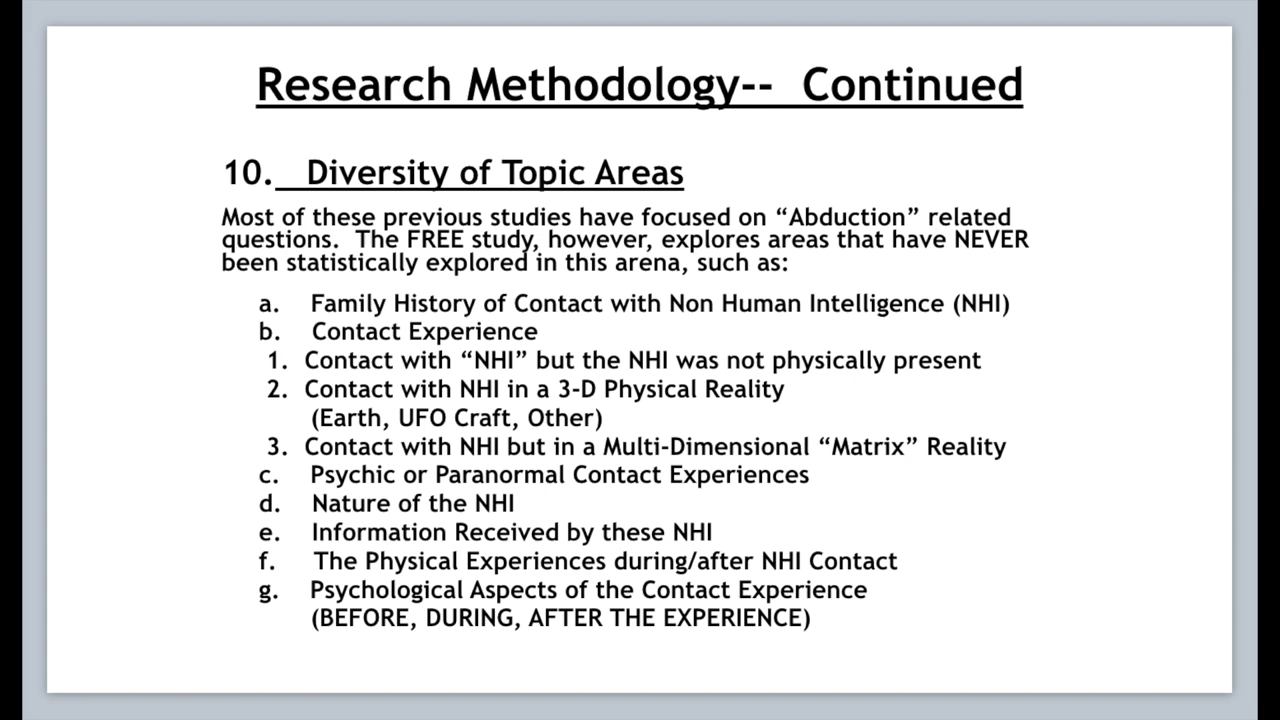 Research Methodology-- Continued
10. Diversity of Topic Areas
Most of these previous studies have focused on “Abduction” related
questions. The FREE study, however, explores areas that have NEVER
been statistically explored in this arena, such as:
a. Family History of Contact with Non Human Intelligence (NHI)
b. Contact Experience
1. Contact with “NHI” but the NHI was not physically present
2. Contact with NHI in a 3-D Physical Reality
(Earth, UFO Craft, Other)
3. Contact with NHI but in a Multi-Dimensional “Matrix” Reality
c. Psychic or Paranormal Contact Experiences
d. Nature of the NHI
e. Information Received by these NHI
f. The Physical Experiences during/after NHI Contact
g. Psychological Aspects of the Contact Experience
(BEFORE, DURING, AFTER THE EXPERIENCE)